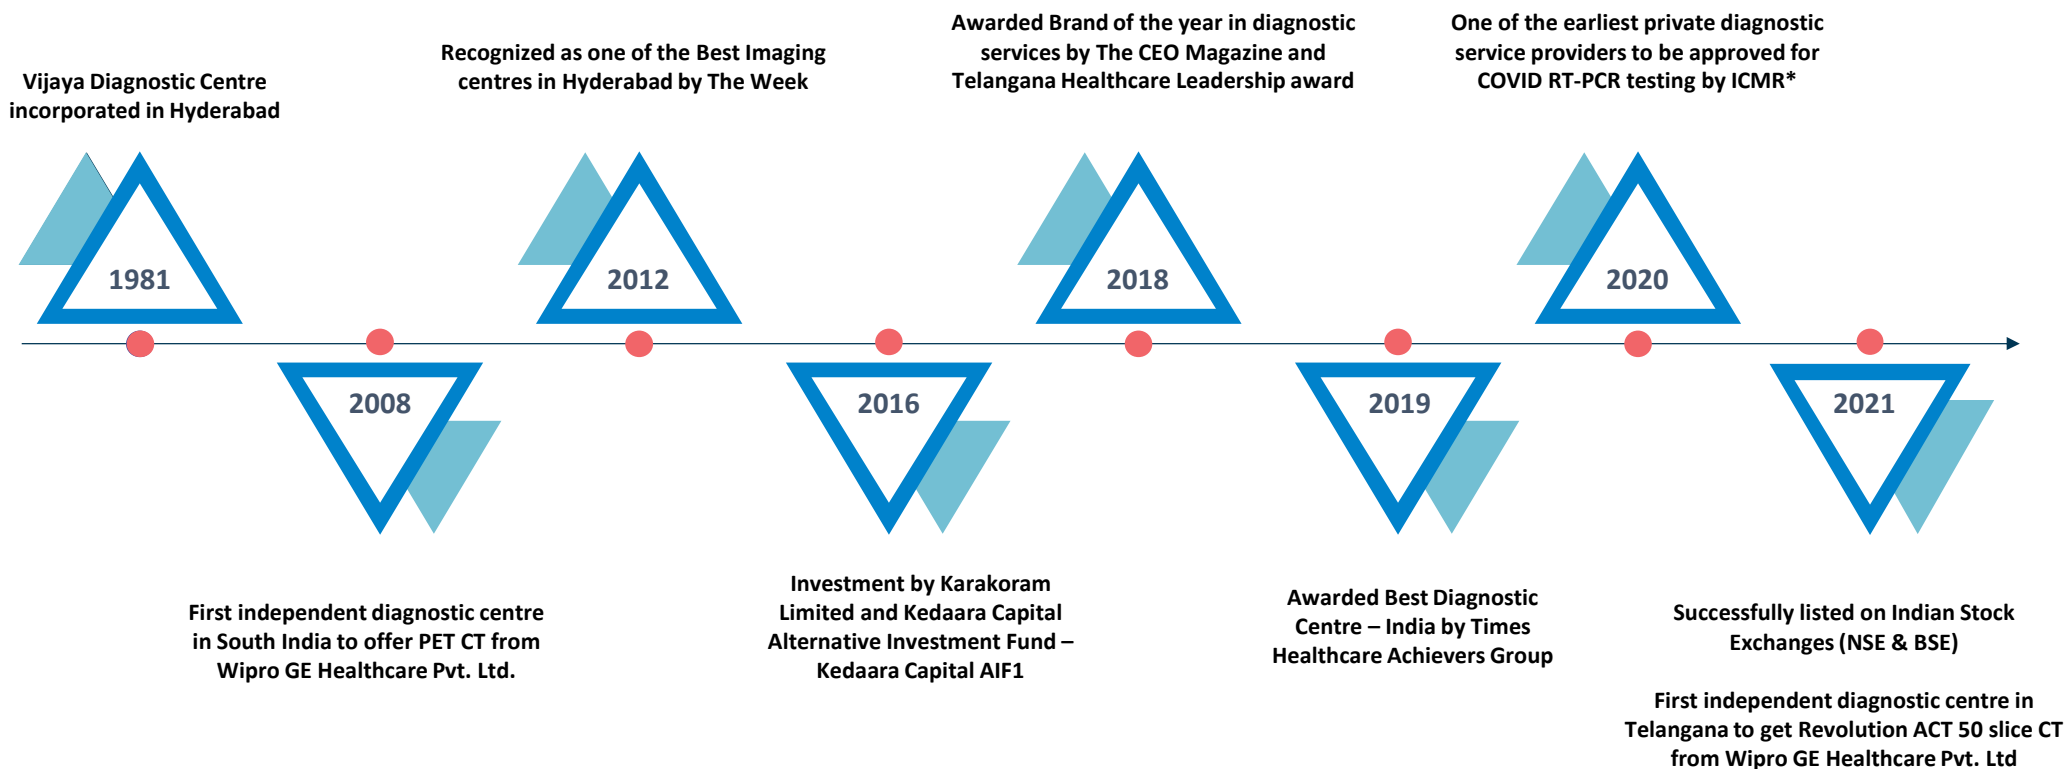 Vijaya Diagnostic Centre
incorporated in Hyderabad
1981
First independent diagnostic centre
in South India to offer PET CT from
Wipro GE Healthcare Pvt. Ltd.
2008
Recognized as one of the Best Imaging
centres in Hyderabad by The Week
2012
Investment by Karakoram
Limited and Kedaara Capital
Alternative Investment Fund –
Kedaara Capital AIF1
2016
Awarded Brand of the year in diagnostic
services by The CEO Magazine and
Telangana Healthcare Leadership award
2018
Awarded Best Diagnostic
Centre – India by Times
Healthcare Achievers Group
2019
One of the earliest private diagnostic
service providers to be approved for
COVID RT-PCR testing by ICMR*
2020
2021
Successfully listed on Indian Stock
Exchanges (NSE & BSE)
First independent diagnostic centre in
Telangana to get Revolution ACT 50 slice CT
from Wipro GE Healthcare Pvt. Ltd